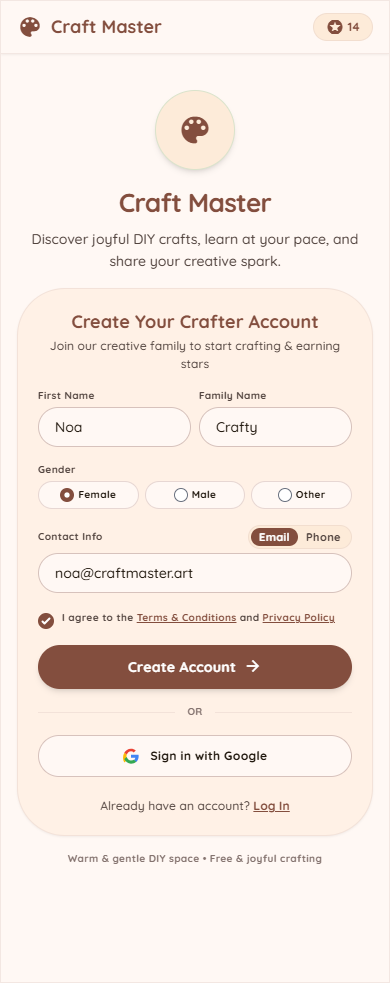 Craft Master
14
Craft Master
Discover joyful DIY crafts, learn at your pace, and
share your creative spark.
Create Your Crafter Account
Join our creative family to start crafting & earning
stars
First Name
Family Name
Noa
Crafty
Gender
Female
Male
Other
Contact Info
Email
Phone
noa@craftmaster.art
I agree to the Terms & Conditions and Privacy Policy
Create Account
OR
Sign in with Google
Already have an account? Log In
Warm & gentle DIY space • Free & joyful crafting